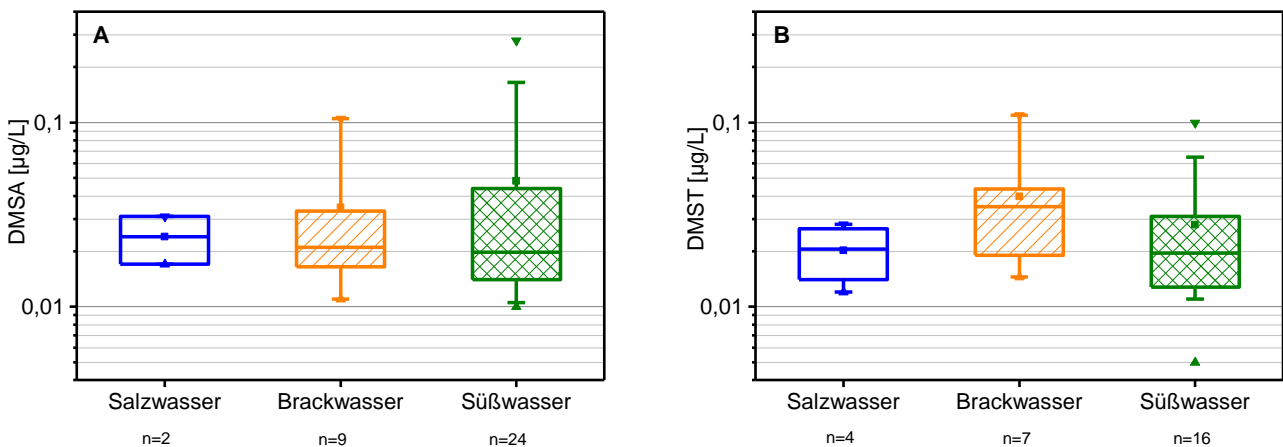 A
DMSA [µg/L]
0,1
0,01
Salzwasser Brackwasser Süßwasser
n=2 n=9 n=24
B
DMST [µg/L]
0,1
0,01
Salzwasser Brackwasser Süßwasser
n=4 n=7 n=16